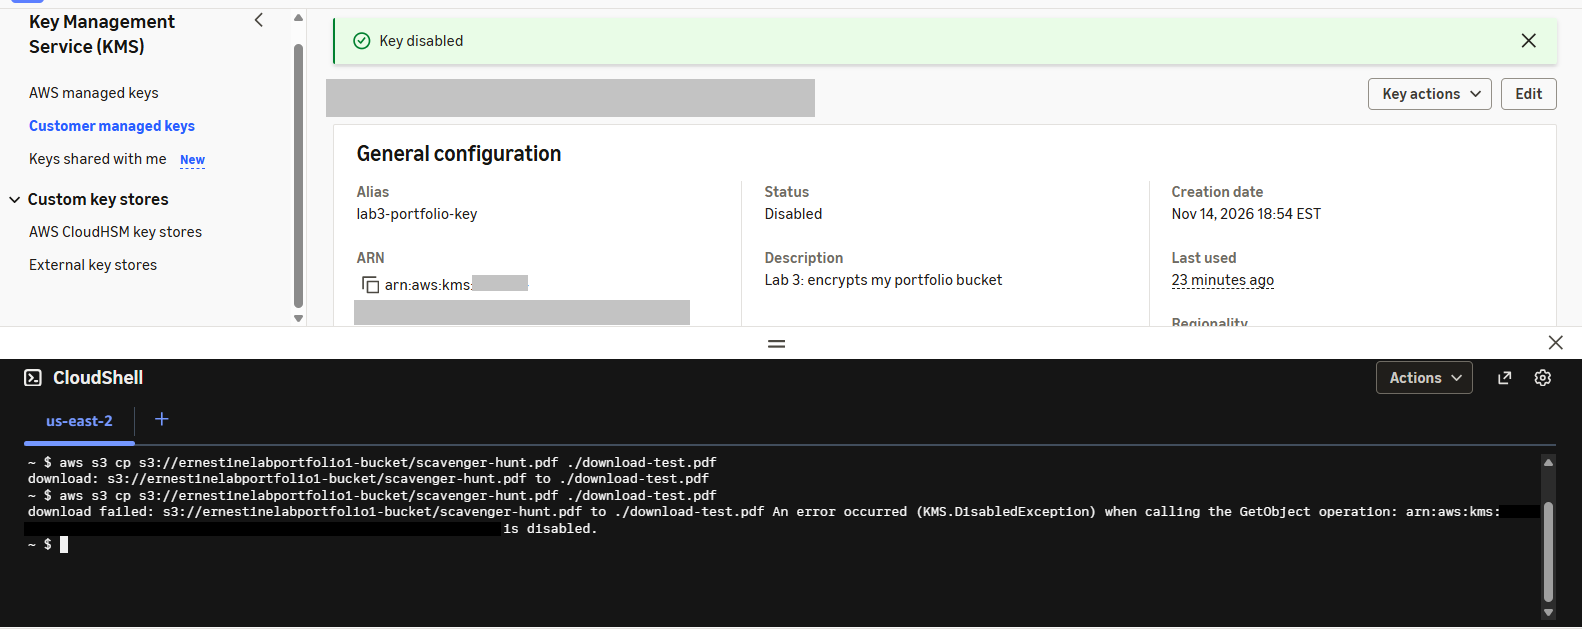 Key Management
Service (KMS)
AWS managed keys
Customer managed keys
Keys shared with me New
Custom key stores
AWS CloudHSM key stores
External key stores
Key disabled
Key actions
Edit
General configuration
Alias
lab3-portfolio-key
ARN
arn:aws:kms:
Status
Disabled
Description
Lab 3: encrypts my portfolio bucket
Creation date
Nov 14, 2026 18:54 EST
Last used
23 minutes ago
Regionality
CloudShell
Actions
us-east-2
~ $ aws s3 cp s3://ernestinelabportfolio1-bucket/scavenger-hunt.pdf ./download-test.pdf
download: s3://ernestinelabportfolio1-bucket/scavenger-hunt.pdf to ./download-test.pdf
~ $ aws s3 cp s3://ernestinelabportfolio1-bucket/scavenger-hunt.pdf ./download-test.pdf
download failed: s3://ernestinelabportfolio1-bucket/scavenger-hunt.pdf to ./download-test.pdf An error occurred (KMS.DisabledException) when calling the GetObject operation: arn:aws:kms:
is disabled.
~ $